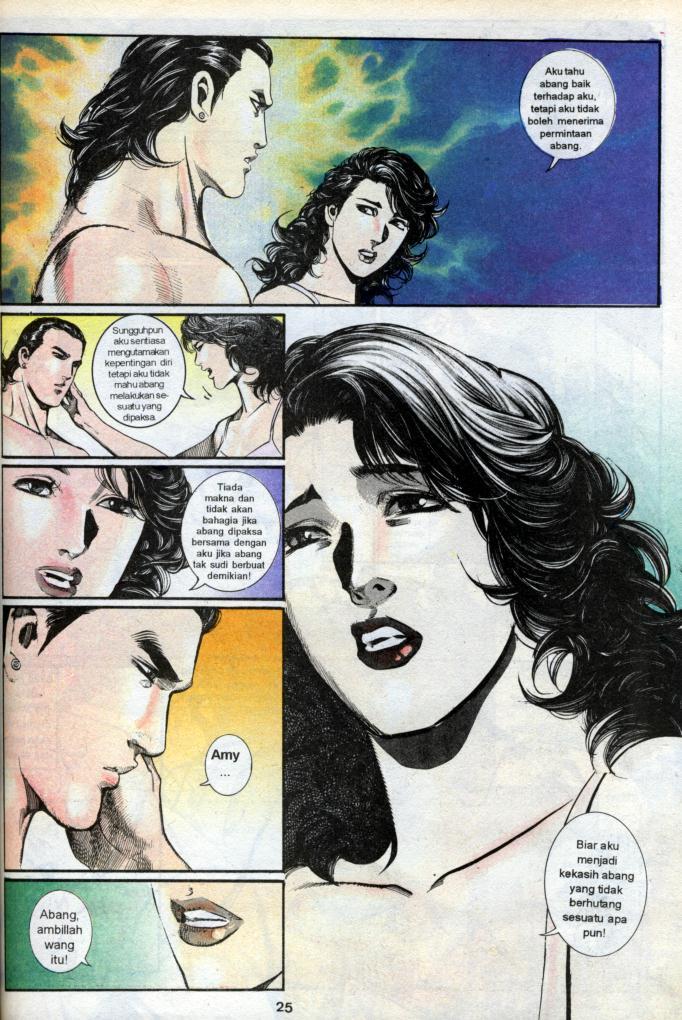 Aku tahu
abang baik
terhadap aku,
tetapi aku tidak
boleh menerima
permintaan
abang.
Sungguhpun
aku sentiasa
mengutamakan
kepentingan diri
tetapi aku tidak
mahu abang
melakukan se-
suatu yang
dipaksa.
Tiada
makna dan
tidak akan
bahagia jika
abang dipaksa
bersama dengan
aku jika abang
tak sudi berbuat
demikian!
Amy
...
Abang,
ambillah
wang
itu!
3
Biar aku
menjadi
kekasih abang
yang tidak
berhutang
sesuatu apa
pun!
25